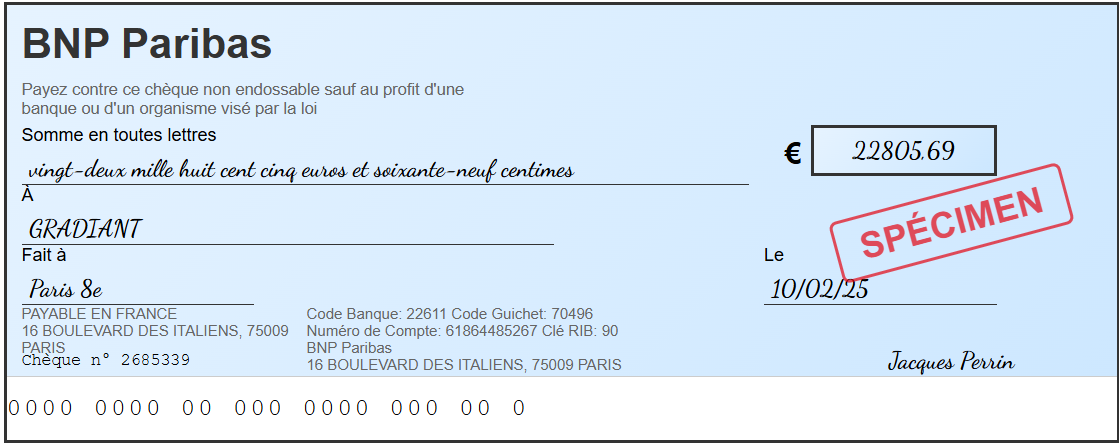 BNP Paribas
Payez contre ce chèque non endossable sauf au profit d'une
banque ou d'un organisme visé par la loi
Somme en toutes lettres
€ 22805.69
vingt-deux mille huit cent cinq euros et soixante-neuf centimes
À
GRADIANT
SPÉCIMEN
Fait à
Le
Paris 8e
10/02/25
PAYABLE EN FRANCE
16 BOULEVARD DES ITALIENS, 75009
PARIS
Chèque n° 2685339
Code Banque: 22611 Code Guichet: 70496
Numéro de Compte: 61864485267 Clé RIB: 90
BNP Paribas
16 BOULEVARD DES ITALIENS, 75009 PARIS
Jacques Perrin
0000 0000 00 000 0000 000 00 0